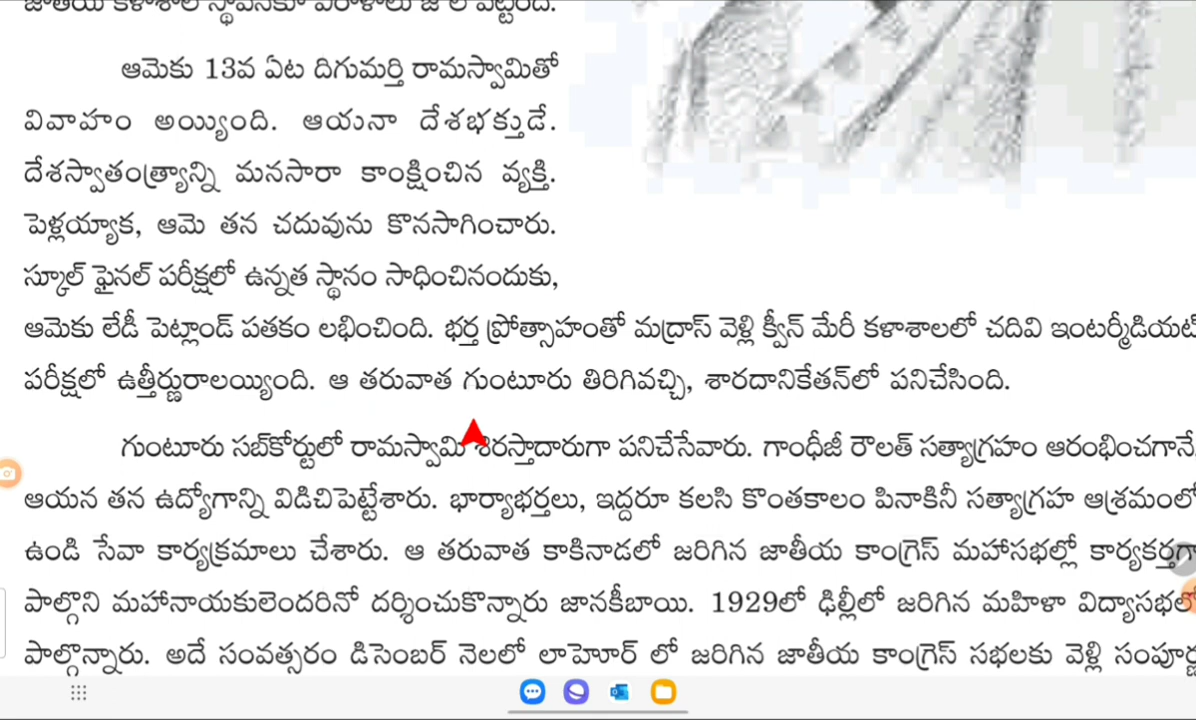 ఆమెకు 13వ ఏట దిగుమర్తి రామస్వామితో
వివాహం అయ్యింది. ఆయనా దేశభక్తుడే.
దేశస్వాతంత్ర్యాన్ని మనసారా కాంక్షించిన వ్యక్తి.
పెళ్లయ్యాక, ఆమె తన చదువును కొనసాగించారు.
స్కూల్ ఫైనల్ పరీక్షలో ఉన్నత స్థానం సాధించినందుకు,
ఆమెకు లేడీ పెట్లాండ్ పతకం లభించింది. భర్త ప్రోత్సాహంతో మద్రాస్ వెళ్లి క్వీన్ మేరీ కళాశాలలో చదివి ఇంటర్మీడియట్
పరీక్షలో ఉత్తీర్ణురాలయ్యింది. ఆ తరువాత గుంటూరు తిరిగివచ్చి, శారదానికేతన్‌లో పనిచేసింది.
గుంటూరు సబ్‌కోర్టులో రామస్వామి శిరస్తాదారుగా పనిచేసేవారు. గాంధీజీ రౌలత్ సత్యాగ్రహం ఆరంభించగానే
ఆయన తన ఉద్యోగాన్ని విడిచిపెట్టేశారు. భార్యాభర్తలు, ఇద్దరూ కలసి కొంతకాలం పినాకినీ సత్యాగ్రహ ఆశ్రమంలో
ఉండి సేవా కార్యక్రమాలు చేశారు. ఆ తరువాత కాకినాడలో జరిగిన జాతీయ కాంగ్రెస్ మహాసభల్లో కార్యకర్తగా
పాల్గొని మహానాయకులెందరినో దర్శించుకొన్నారు జానకీబాయి. 1929లో ఢిల్లీలో జరిగిన మహిళా విద్యాసభలో
పాల్గొన్నారు. అదే సంవత్సరం డిసెంబర్ నెలలో లాహెూర్ లో జరిగిన జాతీయ కాంగ్రెస్ సభలకు వెళ్లి సంపూర్ణ